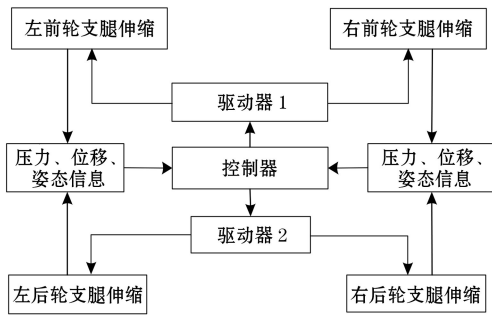 左前轮支腿伸缩
右前轮支腿伸缩
驱动器1
压力、位移、
姿态信息
控制器
压力、位移、
姿态信息
驱动器2
左后轮支腿伸缩
右后轮支腿伸缩